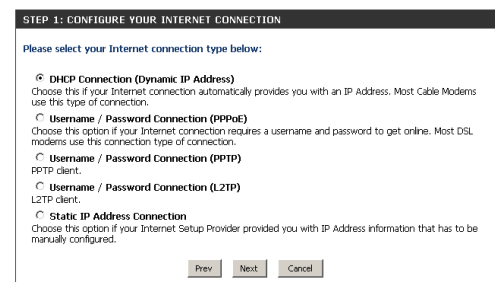 STEP 1: CONFIGURE YOUR INTERNET CONNECTION
Please select your Internet connection type below:
DHCP Connection (Dynamic IP Address)
Choose this if your Internet connection automatically provides you with an IP Address. Most Cable Modems
use this type of connection.
Username / Password Connection (PPPoE)
Choose this option if your Internet connection requires a username and password to get online. Most DSL
modems use this connection type of connection.
Username / Password Connection (PPTP)
PPTP client.
Username / Password Connection (L2TP)
L2TP client.
Static IP Address Connection
Choose this option if your Internet Setup Provider provided you with IP Address information that has to be
manually configured.
Prev Next Cancel